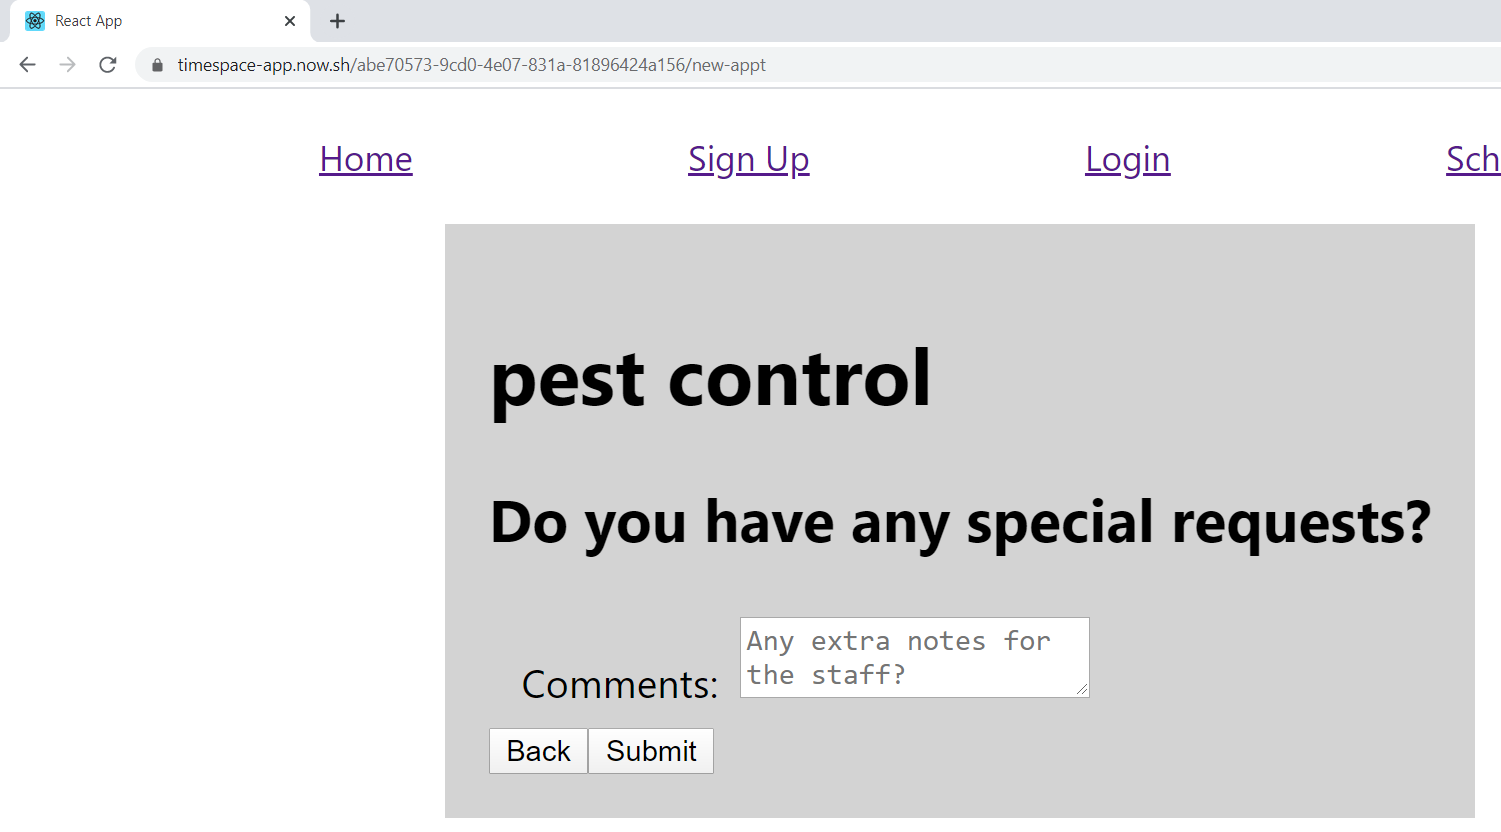 React App
timespace-app.now.sh/abe70573-9cd0-4e07-831a-81896424a156/new-appt
Home Sign Up Login Sch
pest control
Do you have any special requests?
Any extra notes for
the staff?
Comments:
Back Submit